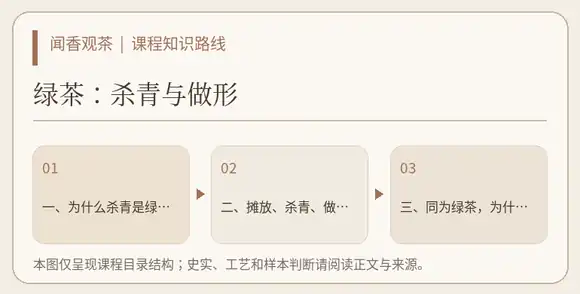 闻香观茶｜课程知识路线
绿茶：杀青与做形
01
一、为什么杀青是绿…
02
二、摊放、杀青、做…
03
三、同为绿茶，为什…
本图仅呈现课程目录结构；史实、工艺和样本判断请阅读正文与来源。